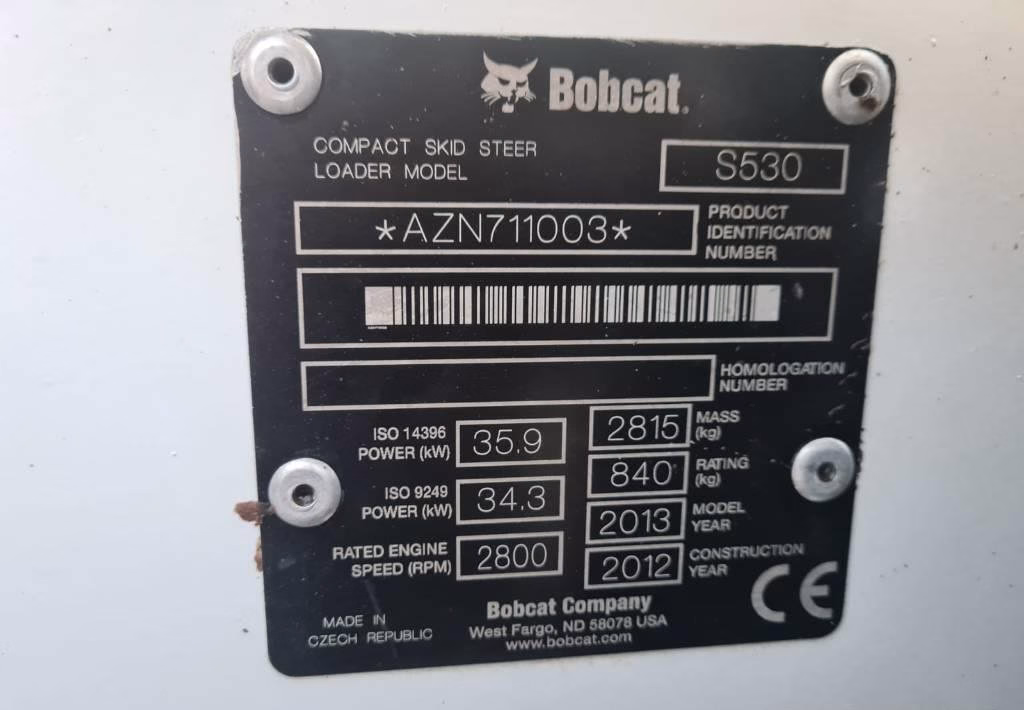 Bobcat.
COMPACT SKID STEER
LOADER MODEL
S530
*AZN711003*
PRODUCT
IDENTIFICATION
NUMBER
HOMOLOGATION
NUMBER
ISO 14396
POWER (kW)
35.9
2815
MASS
(kg)
ISO 9249
POWER (kW)
34.3
840
RATING
(kg)
2013
MODEL
YEAR
RATED ENGINE
SPEED (RPM)
2800
2012
CONSTRUCTION
YEAR
MADE IN
CZECH REPUBLIC
Bobcat Company
West Fargo, ND 58078 USA
www.bobcat.com
CE